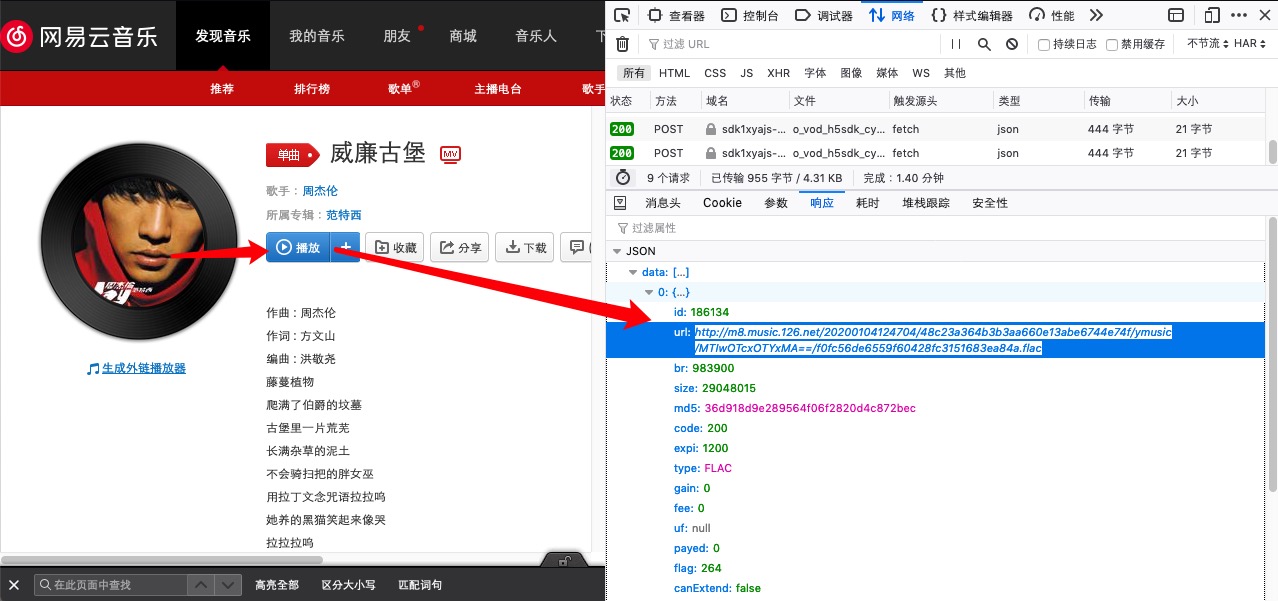 网易云音乐
发现音乐 我的音乐 朋友 商城 音乐人
推荐 排行榜 歌单® 主播电台 歌手
单曲 威廉古堡 MV
歌手：周杰伦
所属专辑：范特西
播放 + 收藏 分享 下载
作曲：周杰伦
作词：方文山
编曲：洪敬尧
藤蔓植物
爬满了伯爵的坟墓
古堡里一片荒芜
长满杂草的泥土
不会骑扫把的胖女巫
用拉丁文念咒语拉拉呜
她养的黑猫笑起来像哭
拉拉拉呜
生成外链播放器
在此页面中查找 高亮全部 区分大小写 匹配词句
查看器 控制台 调试器 网络 样式编辑器 性能
过滤 URL 持续日志 禁用缓存 不节流 HAR
所有 HTML CSS JS XHR 字体 图像 媒体 WS 其他
状态 方法 域名 文件 触发源头 类型 传输 大小
200 POST sdk1xyajs-... o_vod_h5sdk_cy... fetch json 444 字节 21 字节
200 POST sdk1xyajs-... o_vod_h5sdk_cy... fetch json 444 字节 21 字节
9 个请求 已传输 955 字节 / 4.31 KB 完成：1.40 分钟
消息头 Cookie 参数 响应 耗时 堆栈跟踪 安全性
过滤属性
JSON
data: […]
0: {…}
id: 186134
url: http://m8.music.126.net/20200104124704/48c23a364b3b3aa660e13abe6744e74f/ymusic
/MTIwOTcxOTYxMA==/f0fc56de6559f60428fc3151683ea84a.flac
br: 983900
size: 29048015
md5: 36d918d9e289564f06f2820d4c872bec
code: 200
expi: 1200
type: FLAC
gain: 0
fee: 0
uf: null
payed: 0
flag: 264
canExtend: false